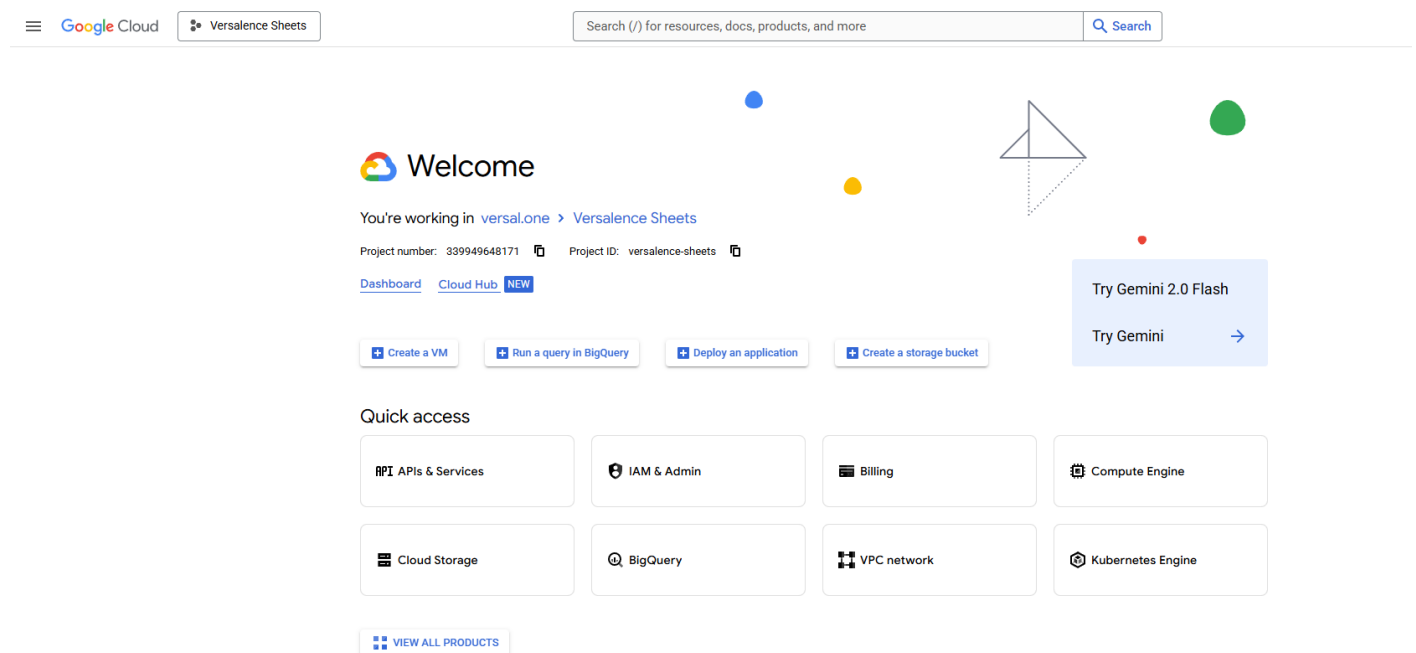 Google Cloud
Versalence Sheets
Search (/) for resources, docs, products, and more
Search
Welcome
You're working in versal.one > Versalence Sheets
Project number: 339949648171 Project ID: versalence-sheets
Dashboard Cloud Hub NEW
Try Gemini 2.0 Flash
Try Gemini
Create a VM
Run a query in BigQuery
Deploy an application
Create a storage bucket
Quick access
API APIs & Services
IAM & Admin
Billing
Compute Engine
Cloud Storage
BigQuery
VPC network
Kubernetes Engine
VIEW ALL PRODUCTS